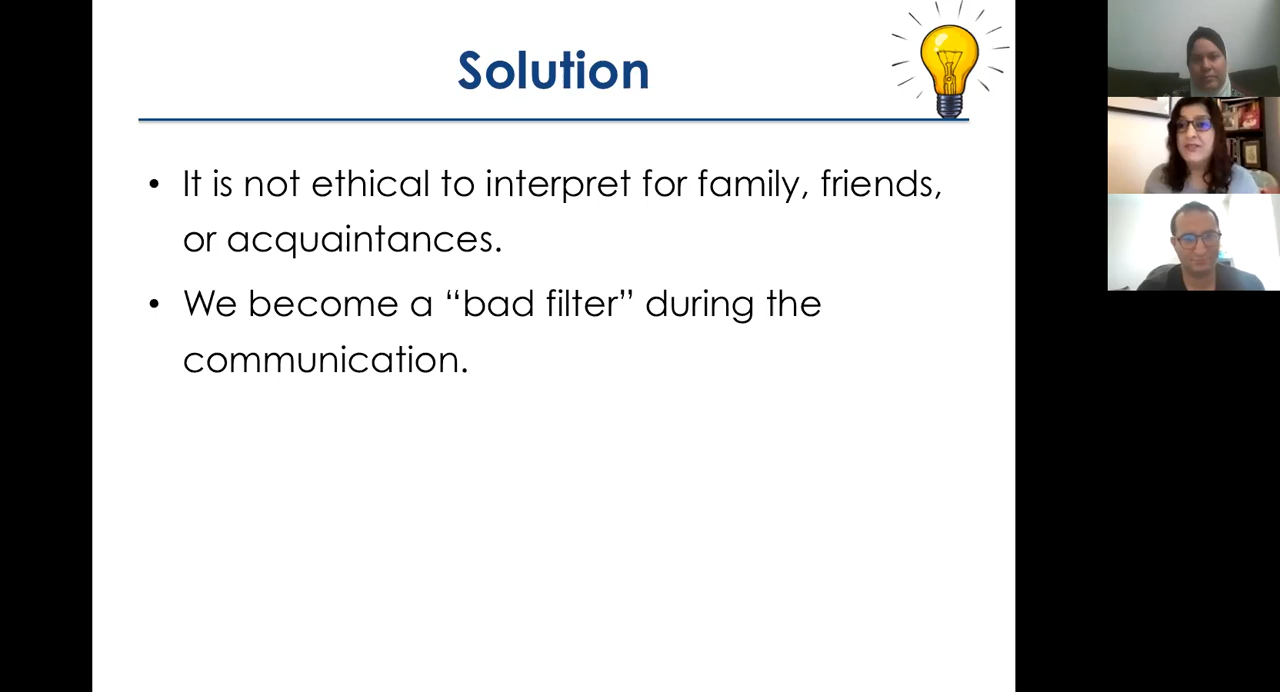 Solution
• It is not ethical to interpret for family, friends,
or acquaintances.
• We become a “bad filter” during the
communication.